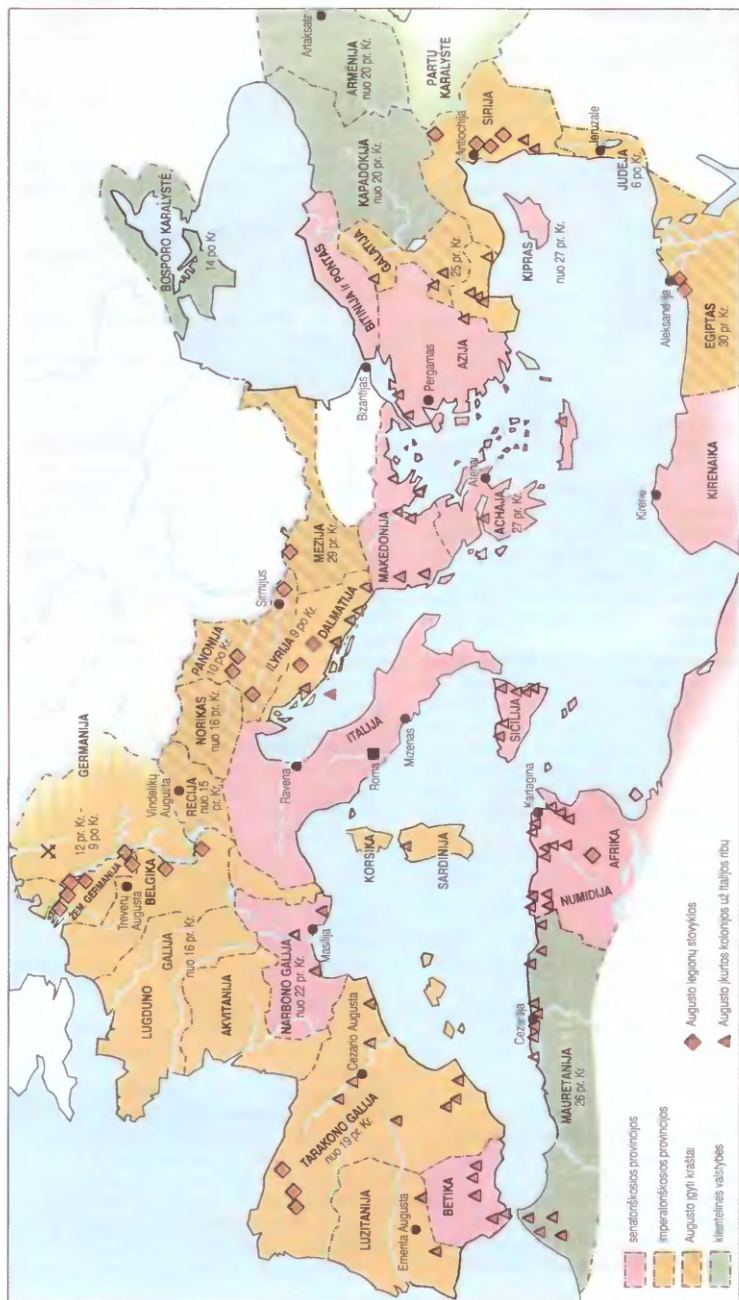 GERMANIJA
12 pr. Kr. -
9 po Kr.
ŽEM. GERMANIJA
Treverų
Augusta
BELGIKA
Vindelikų
Augusta
RECIJA
nuo 15
pr. Kr.
NORIKAS
nuo 16 pr. Kr.
PANONIJA
10 po Kr.
Sirmijus
ILYRIJA 9 po Kr.
DALMATIJA
MEZIJA
29 pr. Kr.
BOSPORO KARALYSTĖ
14 po Kr.
Artaksata
ARMĖNIJA
nuo 20 pr. Kr.
PARTŲ
KARALYSTĖ
KAPADOKIJA
nuo 20 pr. Kr.
BITINIJA ir PONTAS
GALATIJA
25 pr. Kr.
Bizantijas
Pergamas
AZIJA
Antiochija
SIRIJA
KIPRAS
nuo 27 pr. Kr.
Jeruzalė
JUDĖJA
6 po Kr.
Aleksandrija
EGIPTAS
30 pr. Kr.
KIRENAIKA
Kirenė
MAKEDONIJA
Atėnai
ACHAJA
27 pr. Kr.
ITALIJA
Ravena
Roma
Mizenas
SICILIJA
KORSIKA
SARDINIJA
LUGDUNO
GALIJA
nuo 16 pr. Kr.
AKVITANIJA
NARBONO GALIJA
nuo 22 pr. Kr.
Masilija
TARAKONO GALIJA
nuo 19 pr. Kr.
Cezario Augusta
LUZITANIJA
Ementa Augusta
BETIKA
Cezarėja
MAURETANIJA
26 pr. Kr.
NUMIDIJA
AFRIKA
Kartagina
senatoriškosios provincijos
imperatoriškosios provincijos
Augusto įgyti kraštai
klientelinės valstybės
Augusto legionų stovyklos
Augusto įkurtos kolonijos už Italijos ribų